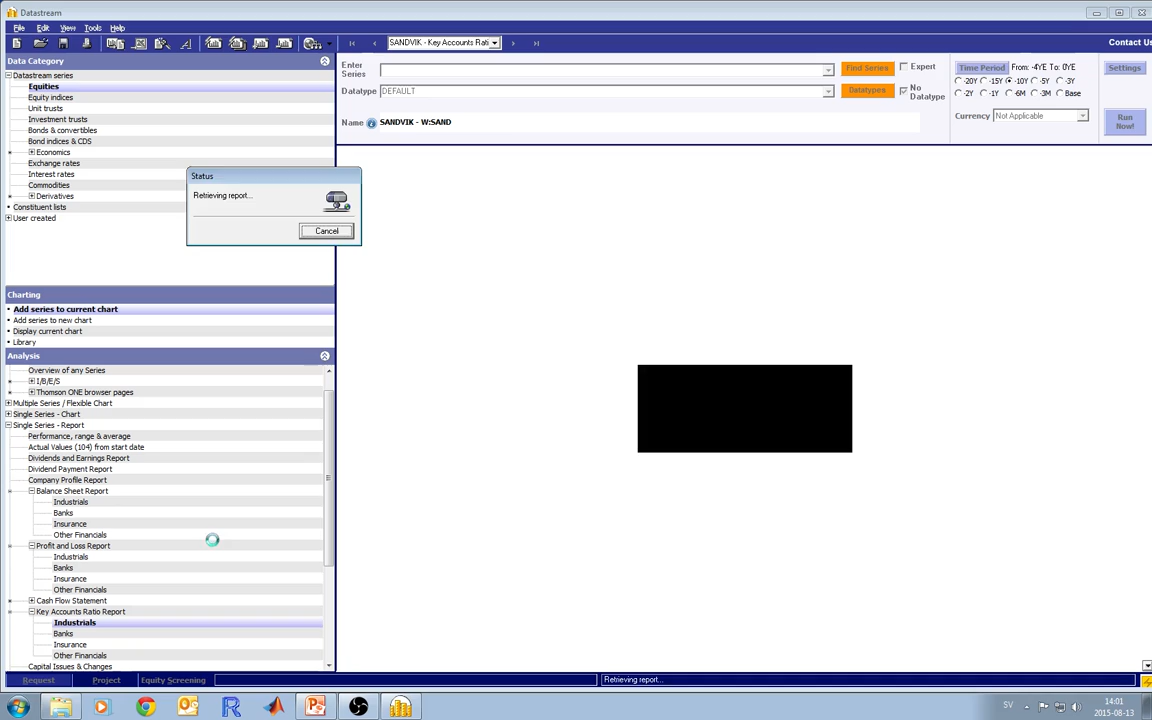 Datastream
File Edit View Tools Help
SANDVIK - Key Accounts Rati
Contact Us
Data Category
Datastream series
Equities
Equity indices
Unit trusts
Investment trusts
Bonds & convertibles
Bond indices & CDS
Economics
Exchange rates
Interest rates
Commodities
Derivatives
Constituent lists
User created
Enter Series
Find Series
Expert
Datatype
DEFAULT
Datatypes
No Datatype
Name
SANDVIK - W:SAND
Time Period
From: -4YE To: 0YE
-20Y -15Y -10Y -5Y -3Y
-2Y -1Y -6M -3M Base
Currency
Not Applicable
Settings
Run Now!
Status
Retrieving report...
Cancel
Charting
Add series to current chart
Add series to new chart
Display current chart
Library
Analysis
Overview of any Series
I/B/E/S
Thomson ONE browser pages
Multiple Series / Flexible Chart
Single Series - Chart
Single Series - Report
Performance, range & average
Actual Values (104) from start date
Dividends and Earnings Report
Dividend Payment Report
Company Profile Report
Balance Sheet Report
Industrials
Banks
Insurance
Other Financials
Profit and Loss Report
Industrials
Banks
Insurance
Other Financials
Cash Flow Statement
Key Accounts Ratio Report
Industrials
Banks
Insurance
Other Financials
Capital Issues & Changes
Request Project Equity Screening
Retrieving report...
SV
14:01
2015-08-13